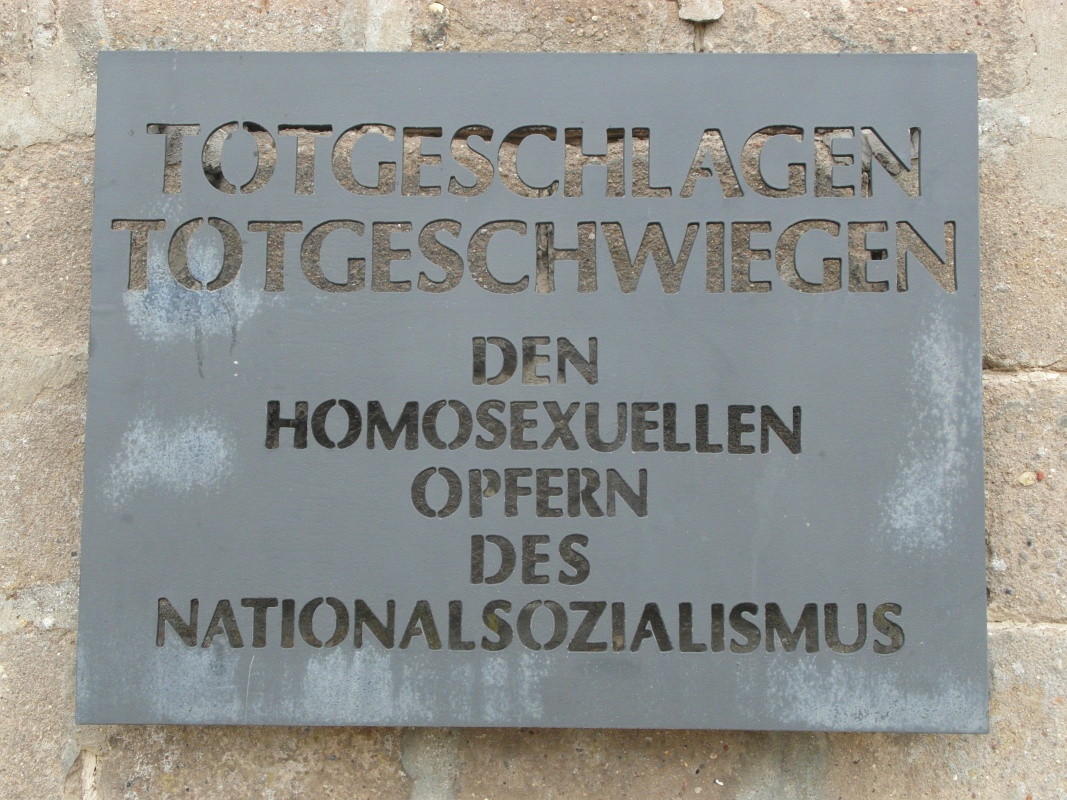 TOTGESCHLAGEN
TOTGESCHWIEGEN
DEN
HOMOSEXUELLEN
OPFERN
DES
NATIONALSOZIALISMUS